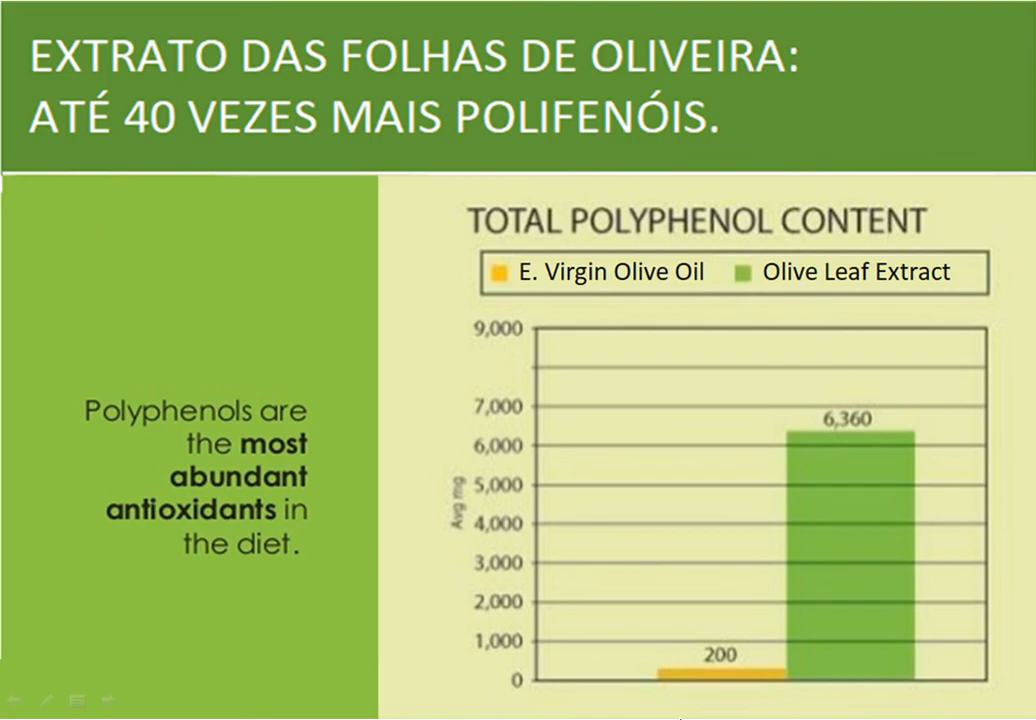 EXTRATO DAS FOLHAS DE OLIVEIRA:
ATÉ 40 VEZES MAIS POLIFENÓIS.
Polyphenols are
the most
abundant
antioxidants in
the diet.
TOTAL POLYPHENOL CONTENT
E. Virgin Olive Oil Olive Leaf Extract
9,000
7,000
6,360
6,000
5,000
Avg mg
4,000
3,000
2,000
1,000
200
0